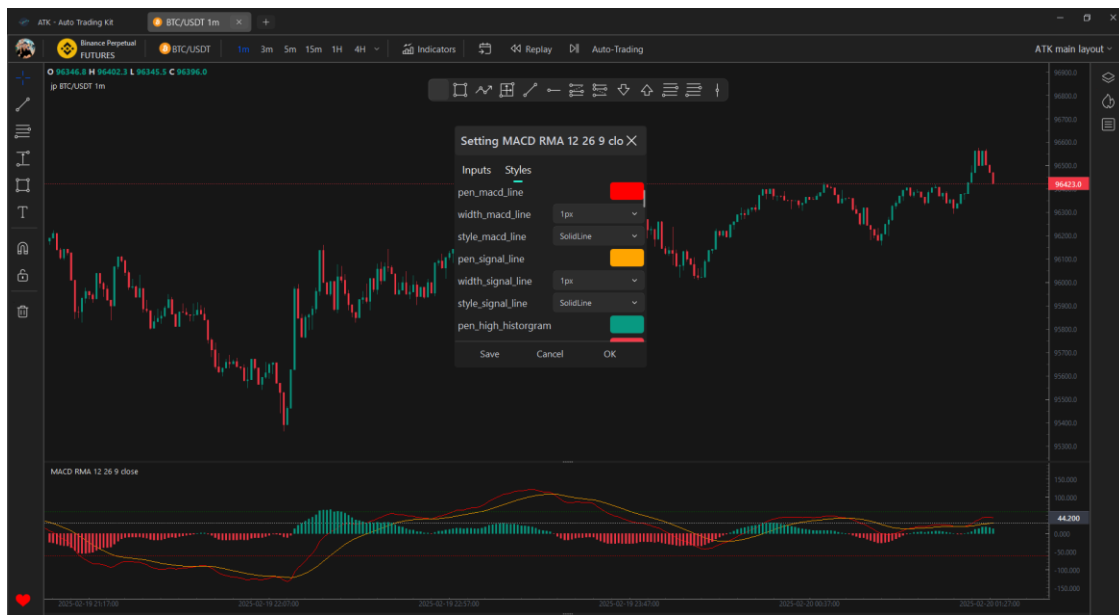 ATK - Auto Trading Kit
BTC/USDT 1m
Binance Perpetual
FUTURES
BTC/USDT
1m 3m 5m 15m 1H 4H
Indicators
Replay
Auto-Trading
ATK main layout
O 96346.8 H 96402.3 L 96345.5 C 96396.0
jp BTC/USDT 1m
Setting MACD RMA 12 26 9 clo
Inputs Styles
pen_macd_line
width_macd_line 1px
style_macd_line SolidLine
pen_signal_line
width_signal_line 1px
style_signal_line SolidLine
pen_high_historgram
Save Cancel OK
96900.0
96800.0
96700.0
96600.0
96500.0
96423.0
96300.0
96200.0
96100.0
96000.0
95900.0
95800.0
95700.0
95600.0
95500.0
95400.0
95300.0
MACD RMA 12 26 9 close
150.000
100.000
44.200
0.000
-50.000
-100.000
-150.000
2025-02-19 21:17:00
2025-02-19 22:07:00
2025-02-19 22:57:00
2025-02-19 23:47:00
2025-02-20 00:37:00
2025-02-20 01:27:00